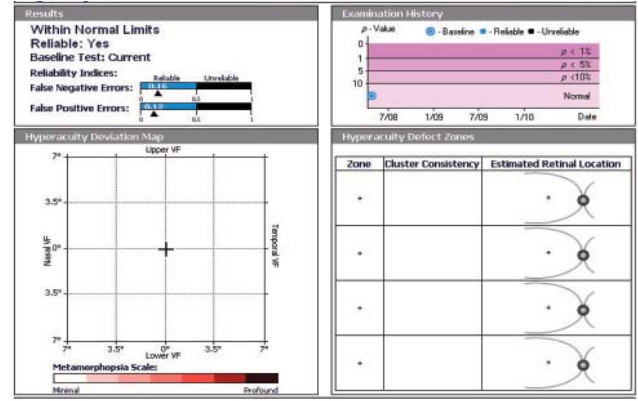 Results
Within Normal Limits
Reliable: Yes
Baseline Test: Current
Reliability Indices:
Reliable Unreliable
False Negative Errors: 0.16
0 0.5 1
False Positive Errors: 0.12
0 0.5 1
Examination History
p - Value - Baseline - Reliable - Unreliable
0
p < 1%
1
p < 5%
5
p <10%
10
Normal
7/08 1/09 7/09 1/10 Date
Hyperacuity Deviation Map
Upper VF
7°
3.5°
Nasal VF
0°
Temporal VF
3.5°
7°
7° 3.5° 0° 3.5° 7°
Lower VF
Metamorphopsia Scale:
Minimal Profound
Hyperacuity Defect Zones
Zone Cluster Consistency Estimated Retinal Location